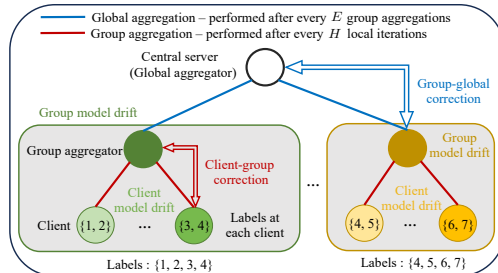 Global aggregation – performed after every E group aggregations
Group aggregation – performed after every H local iterations
Central server
(Global aggregator)
Group-global
correction
Group model drift
Group aggregator
Client-group
correction
Client
model drift
Client
{1, 2}
...
{3, 4}
Labels at
each client
Labels : {1, 2, 3, 4}
...
Group
model drift
Client
model drift
{4, 5}
...
{6, 7}
Labels : {4, 5, 6, 7}